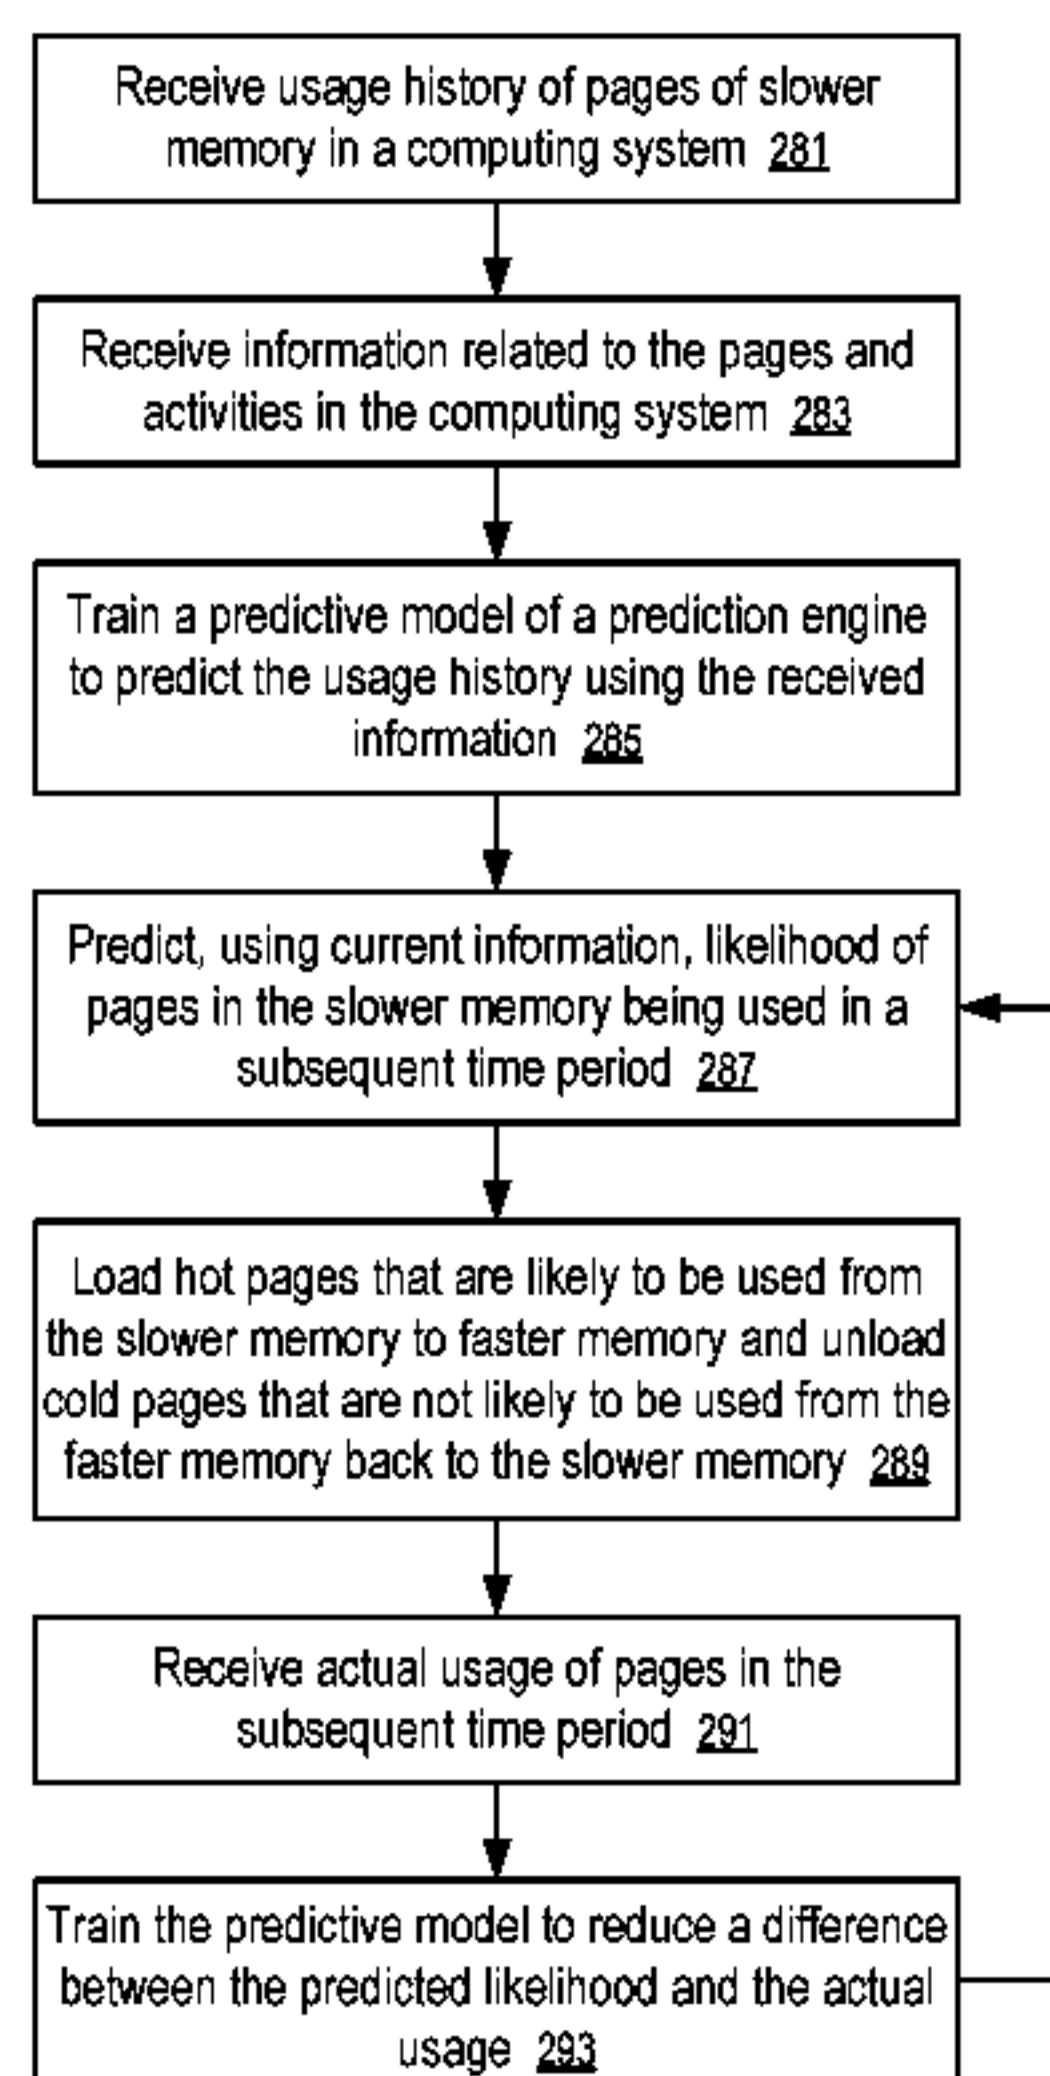 Receive usage history of pages of slower
memory in a computing system 281
Receive information related to the pages and
activities in the computing system 283
Train a predictive model of a prediction engine
to predict the usage history using the received
information 285
Predict, using current information, likelihood of
pages in the slower memory being used in a
subsequent time period 287
Load hot pages that are likely to be used from
the slower memory to faster memory and unload
cold pages that are not likely to be used from the
faster memory back to the slower memory 289
Receive actual usage of pages in the
subsequent time period 291
Train the predictive model to reduce a difference
between the predicted likelihood and the actual
usage 293